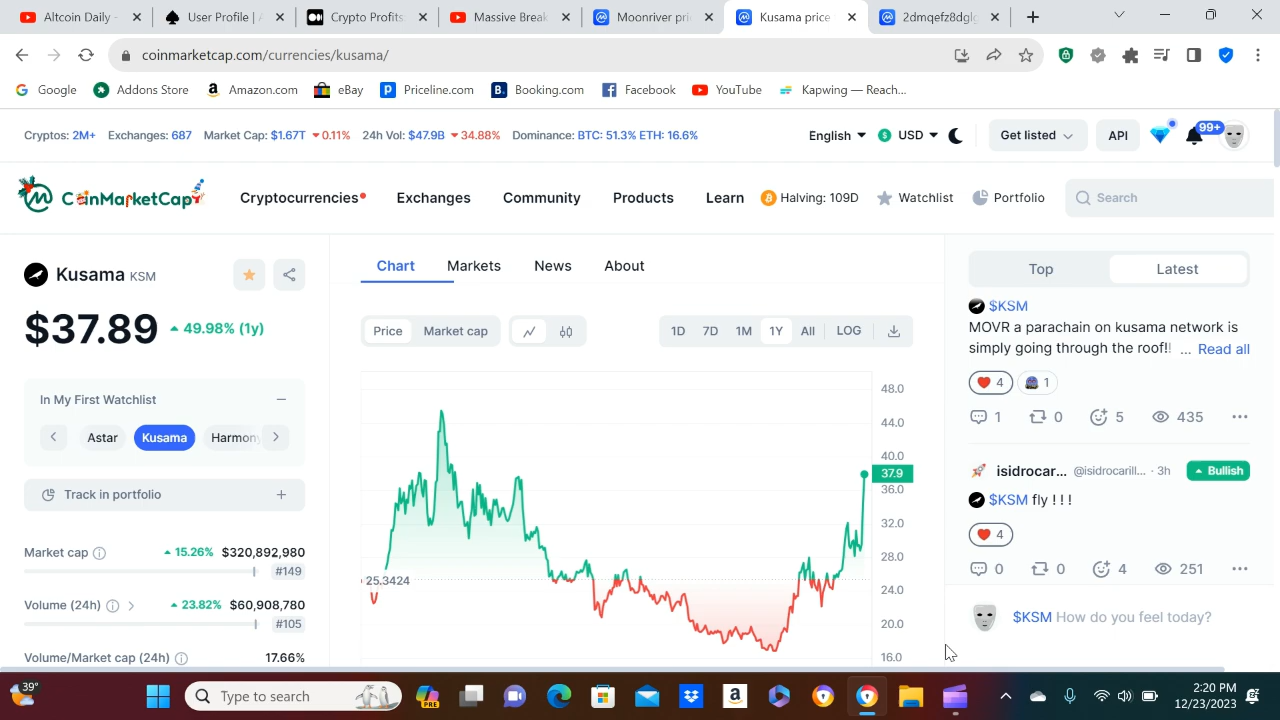 Altcoin Daily -
User Profile | A
Crypto Profits
Massive Break
Moonriver pri
Kusama price
2dmqefz8dglg
coinmarketcap.com/currencies/kusama/
Google
Addons Store
Amazon.com
eBay
Priceline.com
Booking.com
Facebook
YouTube
Kapwing — Reach...
Cryptos: 2M+ Exchanges: 687 Market Cap: $1.67T 0.11% 24h Vol: $47.9B 34.88% Dominance: BTC: 51.3% ETH: 16.6%
English
USD
Get listed
API
99+
CoinMarketCap
Cryptocurrencies
Exchanges
Community
Products
Learn
Halving: 109D
Watchlist
Portfolio
Search
Kusama KSM
$37.89 49.98% (1y)
In My First Watchlist
Astar
Kusama
Harmony
Track in portfolio
Market cap 15.26% $320,892,980
#149
Volume (24h) 23.82% $60,908,780
#105
Volume/Market cap (24h) 17.66%
Chart
Markets
News
About
Price
Market cap
1D
7D
1M
1Y
All
LOG
48.0
44.0
40.0
37.9
36.0
32.0
28.0
25.3424
24.0
20.0
16.0
Top
Latest
$KSM
MOVR a parachain on kusama network is
simply going through the roof!! ... Read all
4
1
1
0
5
435
isidrocar... @isidrocarill... · 3h
Bullish
$KSM fly ! ! !
4
0
0
4
251
$KSM How do you feel today?
39°
Type to search
PRE
2:20 PM
12/23/2023